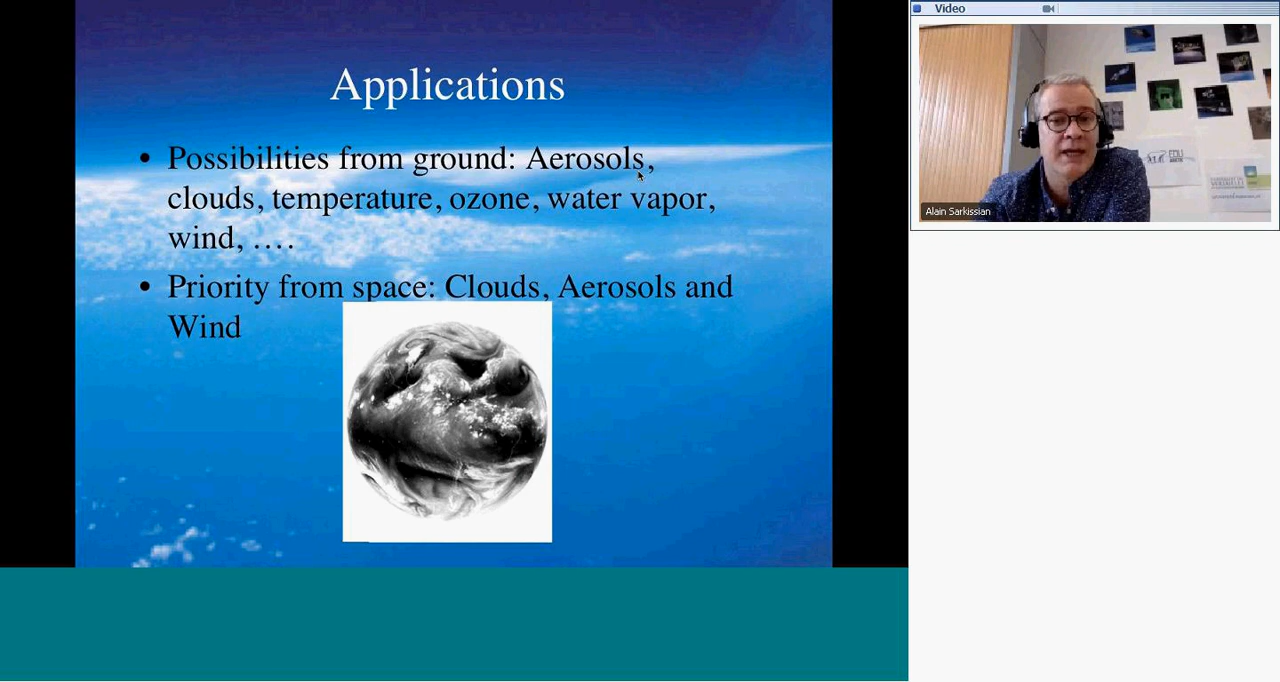 Applications
• Possibilities from ground: Aerosols,
clouds, temperature, ozone, water vapor,
wind, ….
• Priority from space: Clouds, Aerosols and
Wind
Video
Alain Sarkissian
EDU